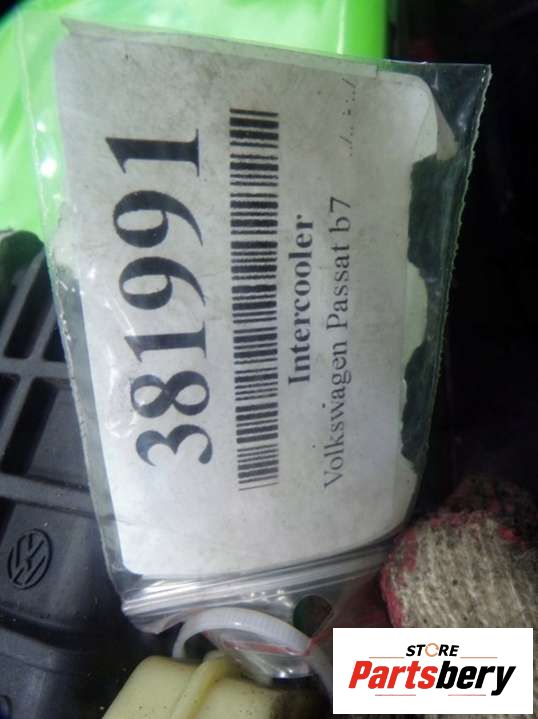 381991
Intercooler
Volkswagen Passat b7
../.. - :../
STORE
Partsbery